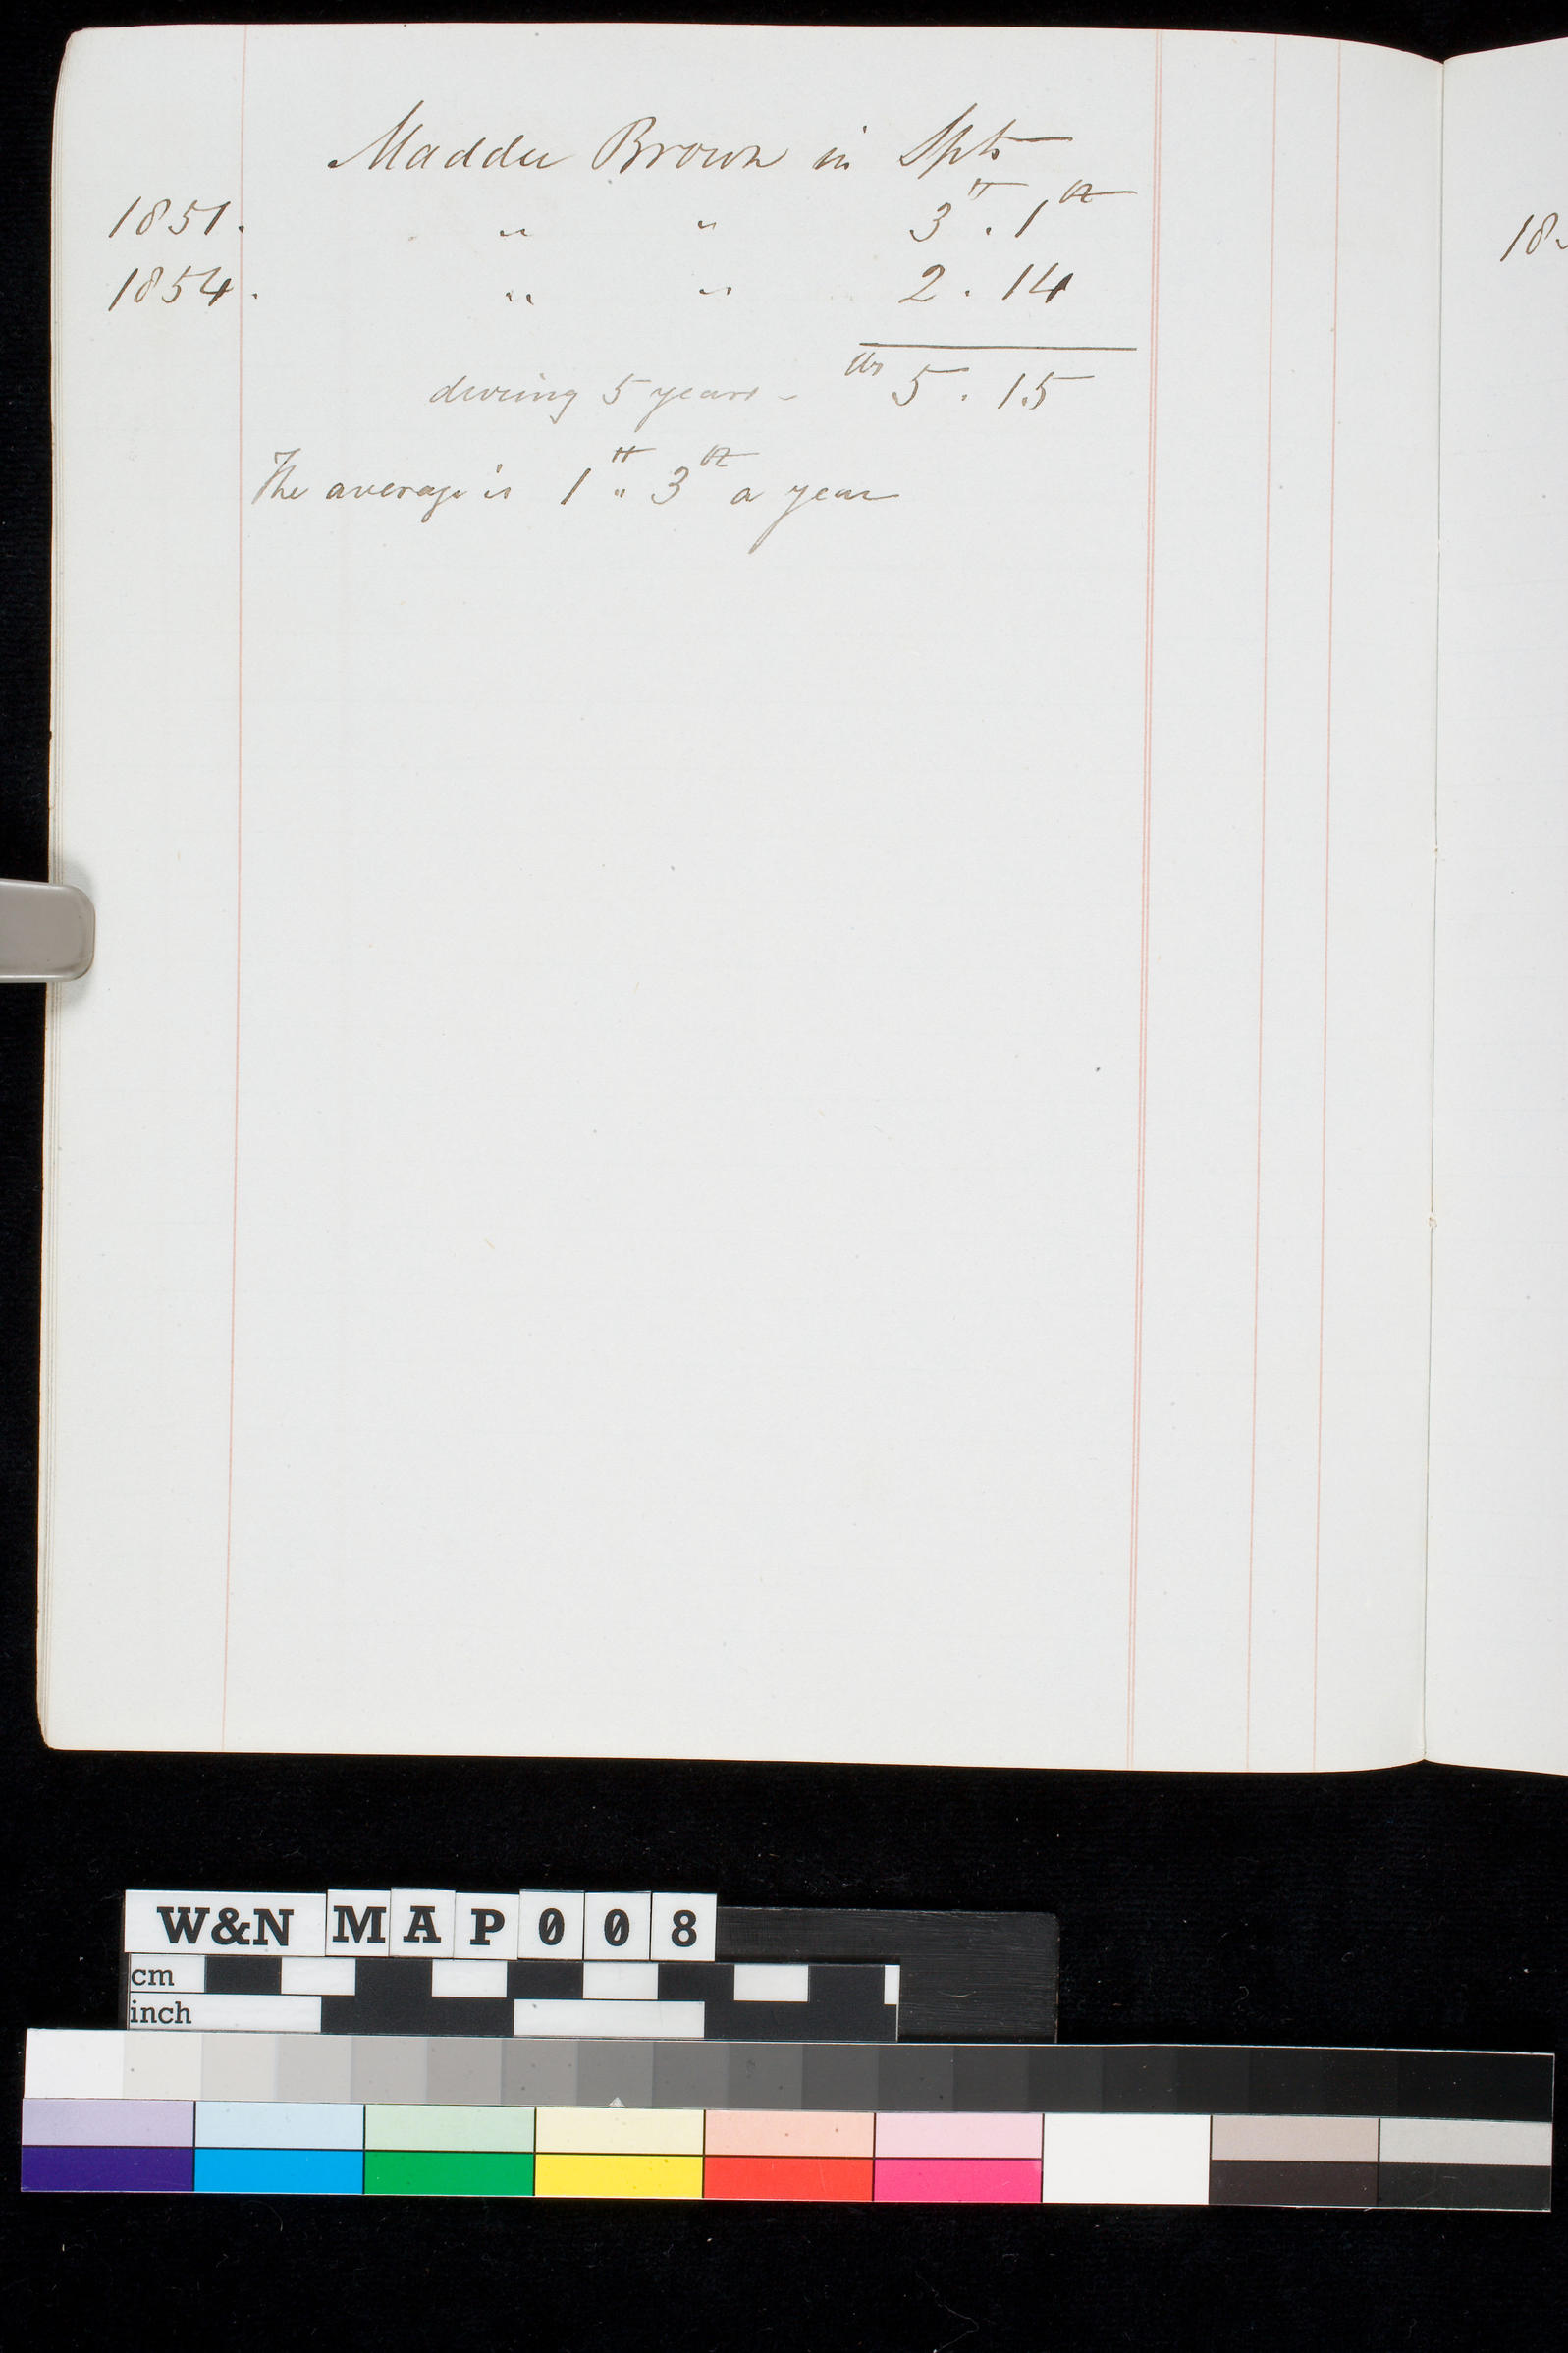 Madder Brown in Spts
1851. " " 3 lb . 1 oz
1854. " " 2 . 14
during 5 years - lbs 5 . 15
The average is 1 lb " 3 oz a year
18
W&N MAP008
cm
inch